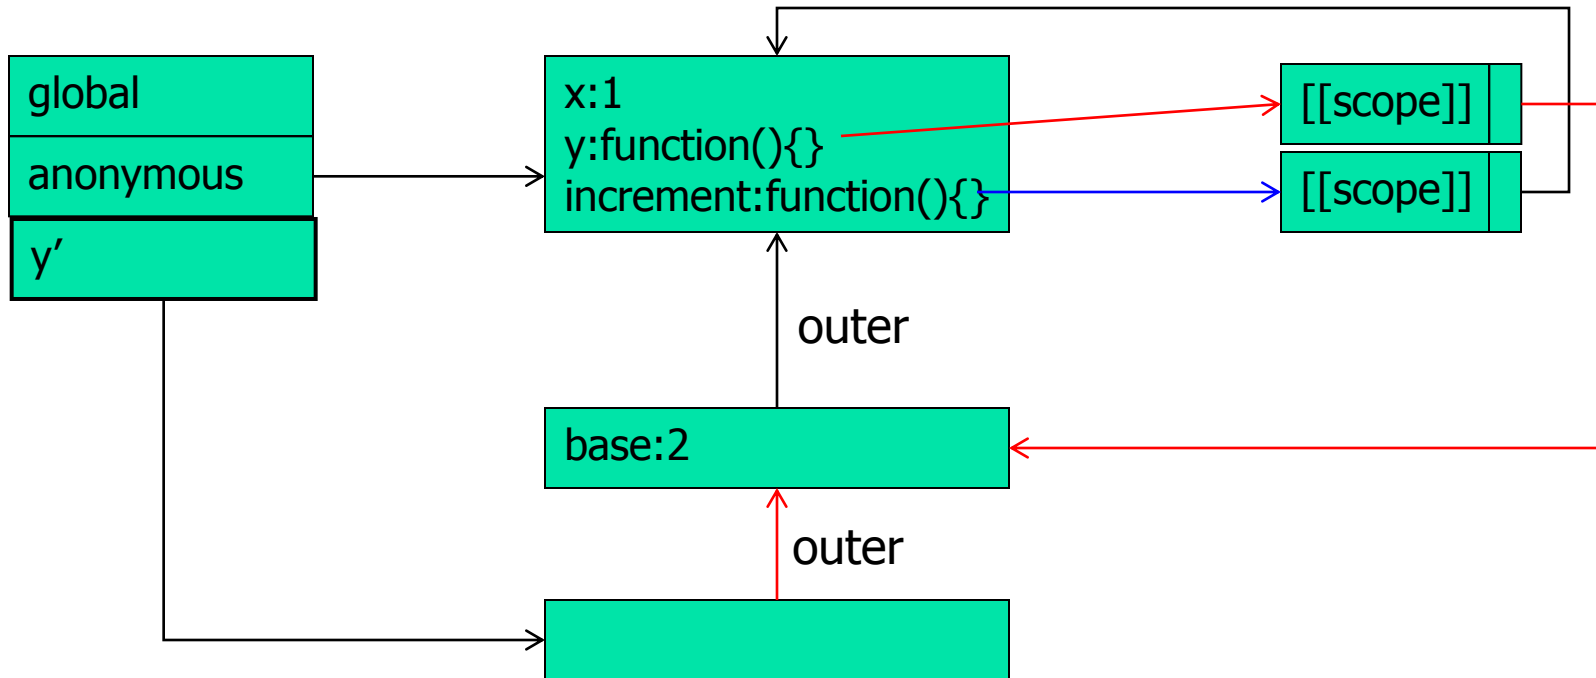 global
anonymous
y’
x:1
y:function(){}
increment:function(){}
[[scope]]
[[scope]]
outer
base:2
outer